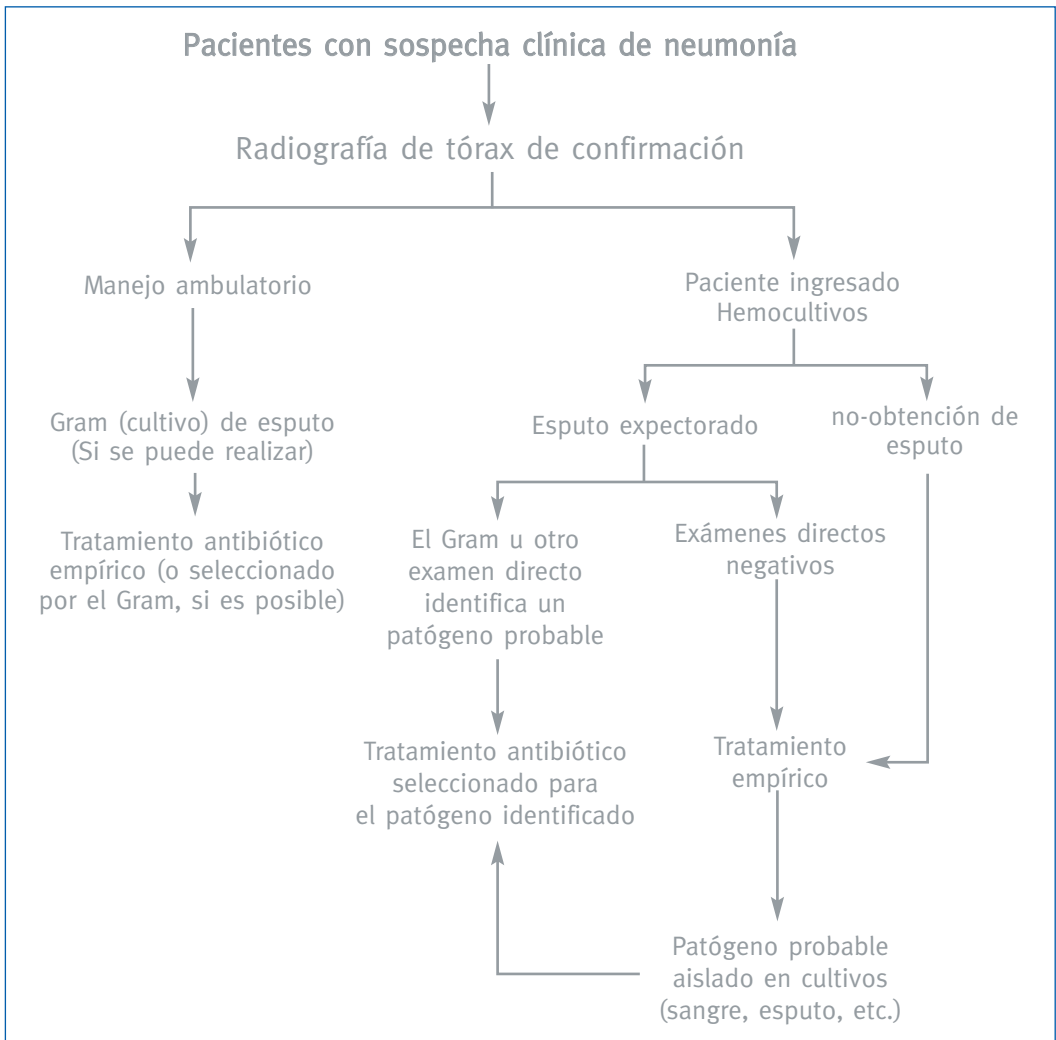 Pacientes con sospecha clínica de neumonía
Radiografía de tórax de confirmación
Manejo ambulatorio
Paciente ingresado
Hemocultivos
Gram (cultivo) de esputo
(Si se puede realizar)
Esputo expectorado
no-obtención de
esputo
Tratamiento antibiótico
empírico (o seleccionado
por el Gram, si es posible)
El Gram u otro
examen directo
identifica un
patógeno probable
Exámenes directos
negativos
Tratamiento antibiótico
seleccionado para
el patógeno identificado
Tratamiento
empírico
Patógeno probable
aislado en cultivos
(sangre, esputo, etc.)